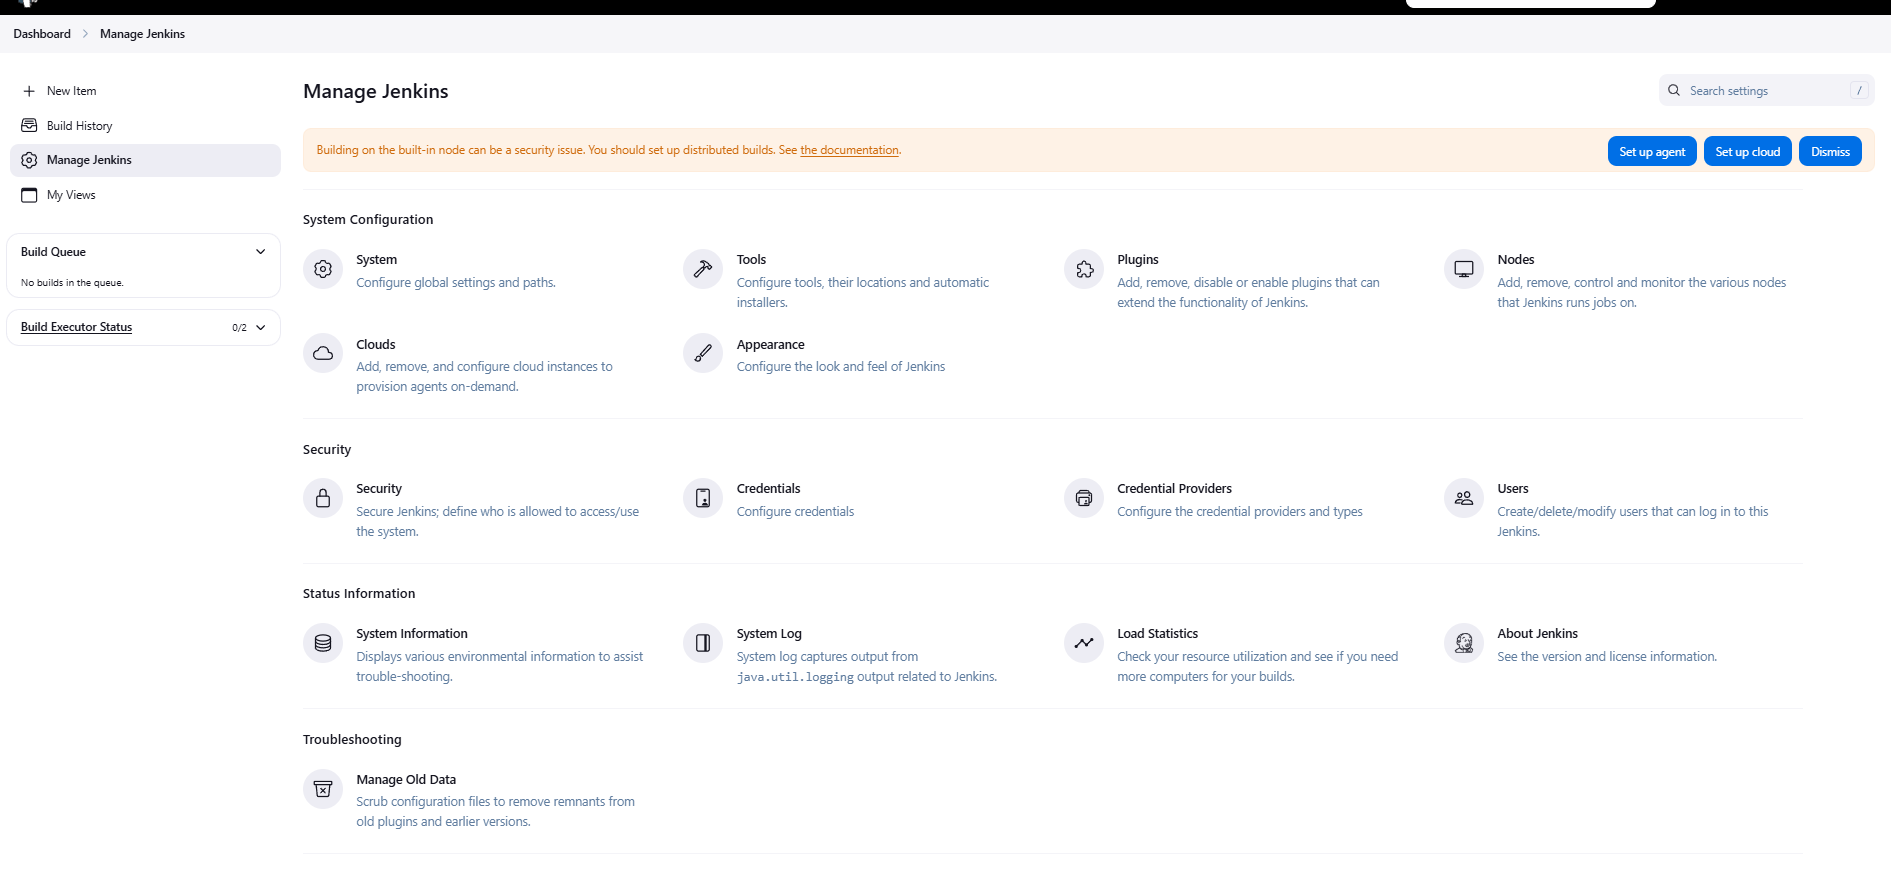 Dashboard
Manage Jenkins
New Item
Build History
Manage Jenkins
My Views
Build Queue
No builds in the queue.
Build Executor Status
0/2
Manage Jenkins
Search settings
/
Building on the built-in node can be a security issue. You should set up distributed builds. See the documentation.
Set up agent
Set up cloud
Dismiss
System Configuration
System
Configure global settings and paths.
Tools
Configure tools, their locations and automatic
installers.
Plugins
Add, remove, disable or enable plugins that can
extend the functionality of Jenkins.
Nodes
Add, remove, control and monitor the various nodes
that Jenkins runs jobs on.
Clouds
Add, remove, and configure cloud instances to
provision agents on-demand.
Appearance
Configure the look and feel of Jenkins
Security
Security
Secure Jenkins; define who is allowed to access/use
the system.
Credentials
Configure credentials
Credential Providers
Configure the credential providers and types
Users
Create/delete/modify users that can log in to this
Jenkins.
Status Information
System Information
Displays various environmental information to assist
trouble-shooting.
System Log
System log captures output from
java.util.logging output related to Jenkins.
Load Statistics
Check your resource utilization and see if you need
more computers for your builds.
About Jenkins
See the version and license information.
Troubleshooting
Manage Old Data
Scrub configuration files to remove remnants from
old plugins and earlier versions.